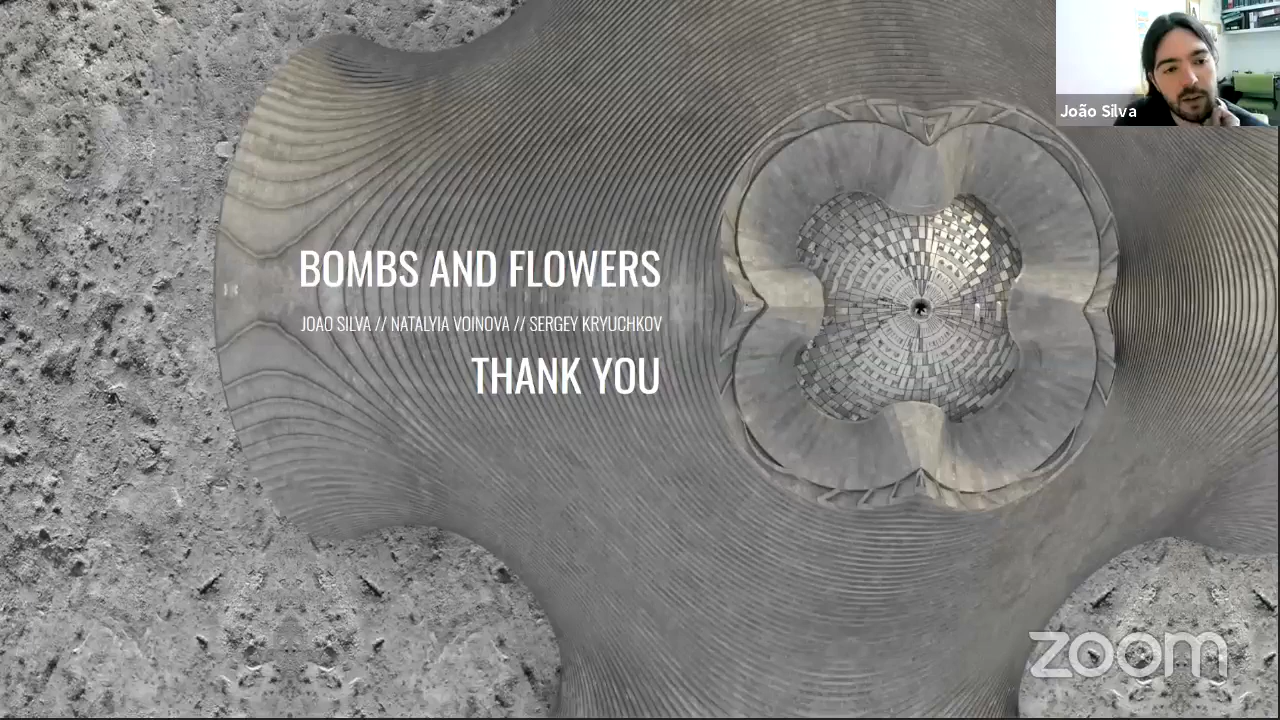 João Silva
BOMBS AND FLOWERS
JOAO SILVA // NATALYIA VOINOVA // SERGEY KRYUCHKOV
THANK YOU
zoom